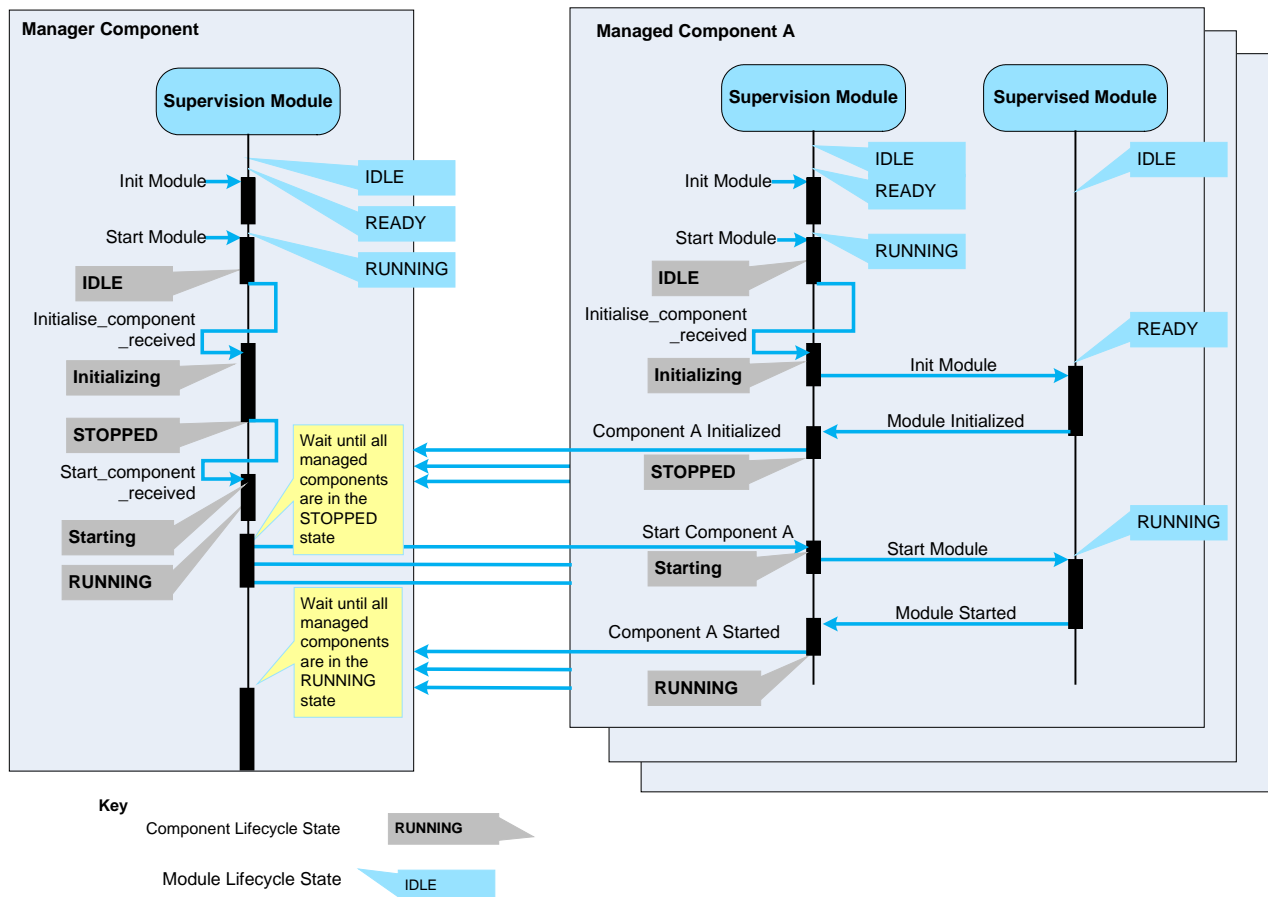 Manager Component
Supervision Module
IDLE
Init Module
READY
Start Module
RUNNING
IDLE
Initialise_component
_received
Initializing
STOPPED
Start_component
_received
Starting
RUNNING
Wait until all
managed
components
are in the
STOPPED
state
Wait until all
managed
components
are in the
RUNNING
state
Managed Component A
Supervision Module
Supervised Module
IDLE
IDLE
Init Module
READY
Start Module
RUNNING
IDLE
Initialise_component
_received
READY
Initializing
Init Module
Component A Initialized
Module Initialized
STOPPED
RUNNING
Start Component A
Start Module
Starting
Module Started
Component A Started
RUNNING
Key
Component Lifecycle State
RUNNING
Module Lifecycle State
IDLE